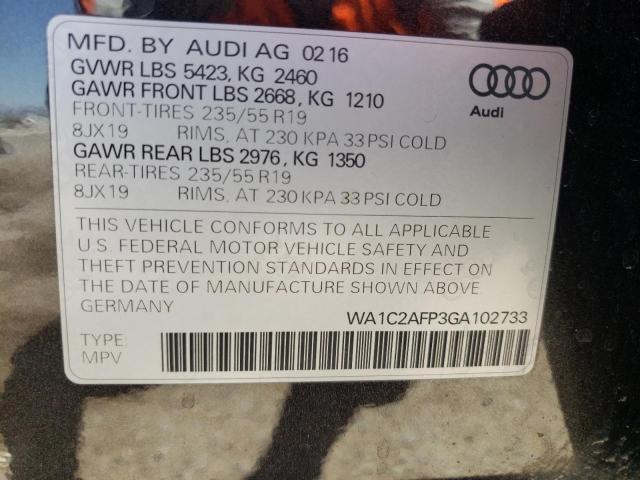 MFD. BY AUDI AG 02 16
GVWR LBS 5423, KG 2460
GAWR FRONT LBS 2668, KG 1210
FRONT-TIRES 235/55 R19
8JX19 RIMS, AT 230 KPA 33 PSI COLD
GAWR REAR LBS 2976, KG 1350
REAR-TIRES 235/55 R19
8JX19 RIMS, AT 230 KPA 33 PSI COLD
Audi
THIS VEHICLE CONFORMS TO ALL APPLICABLE
U.S. FEDERAL MOTOR VEHICLE SAFETY AND
THEFT PREVENTION STANDARDS IN EFFECT ON
THE DATE OF MANUFACTURE SHOWN ABOVE
GERMANY
WA1C2AFP3GA102733
TYPE:
MPV